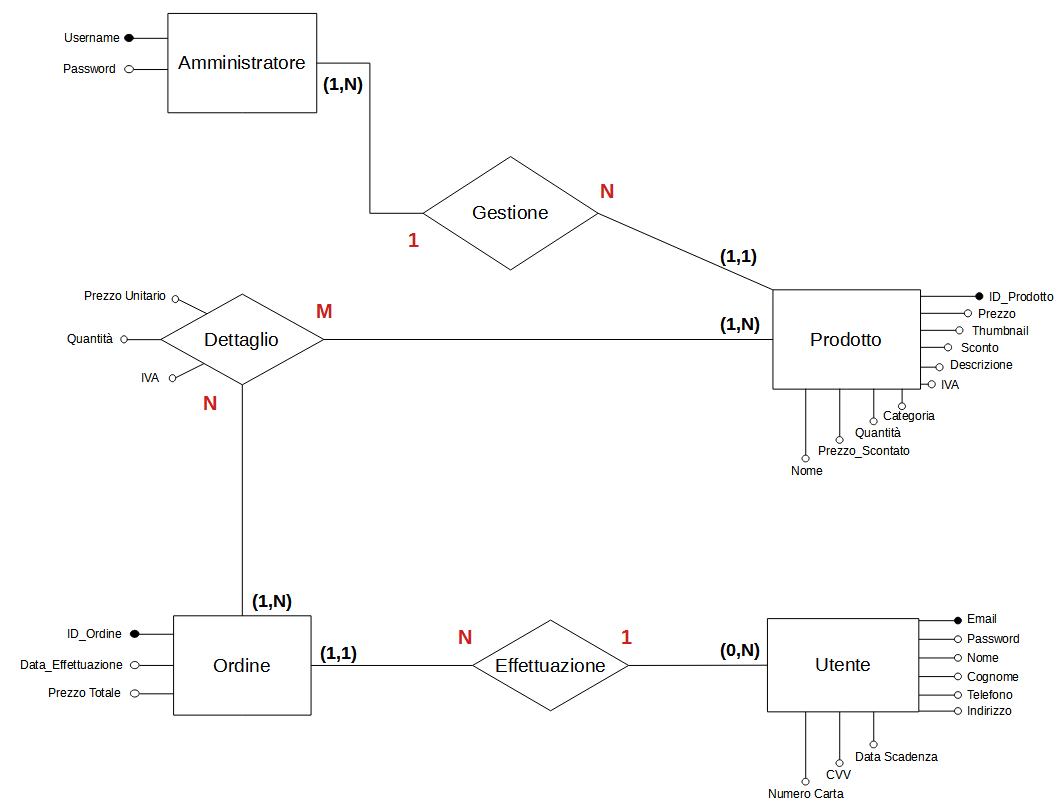 Username
Password
Amministratore
(1,N)
Gestione
N
1
(1,1)
Prezzo Unitario
Quantità
IVA
Dettaglio
M
N
(1,N)
Prodotto
ID_Prodotto
Prezzo
Thumbnail
Sconto
Descrizione
IVA
Categoria
Quantità
Prezzo_Scontato
Nome
(1,N)
ID_Ordine
Data_Effettuazione
Prezzo Totale
Ordine
(1,1)
N
Effettuazione
1
(0,N)
Utente
Email
Password
Nome
Cognome
Telefono
Indirizzo
Data Scadenza
CVV
Numero Carta